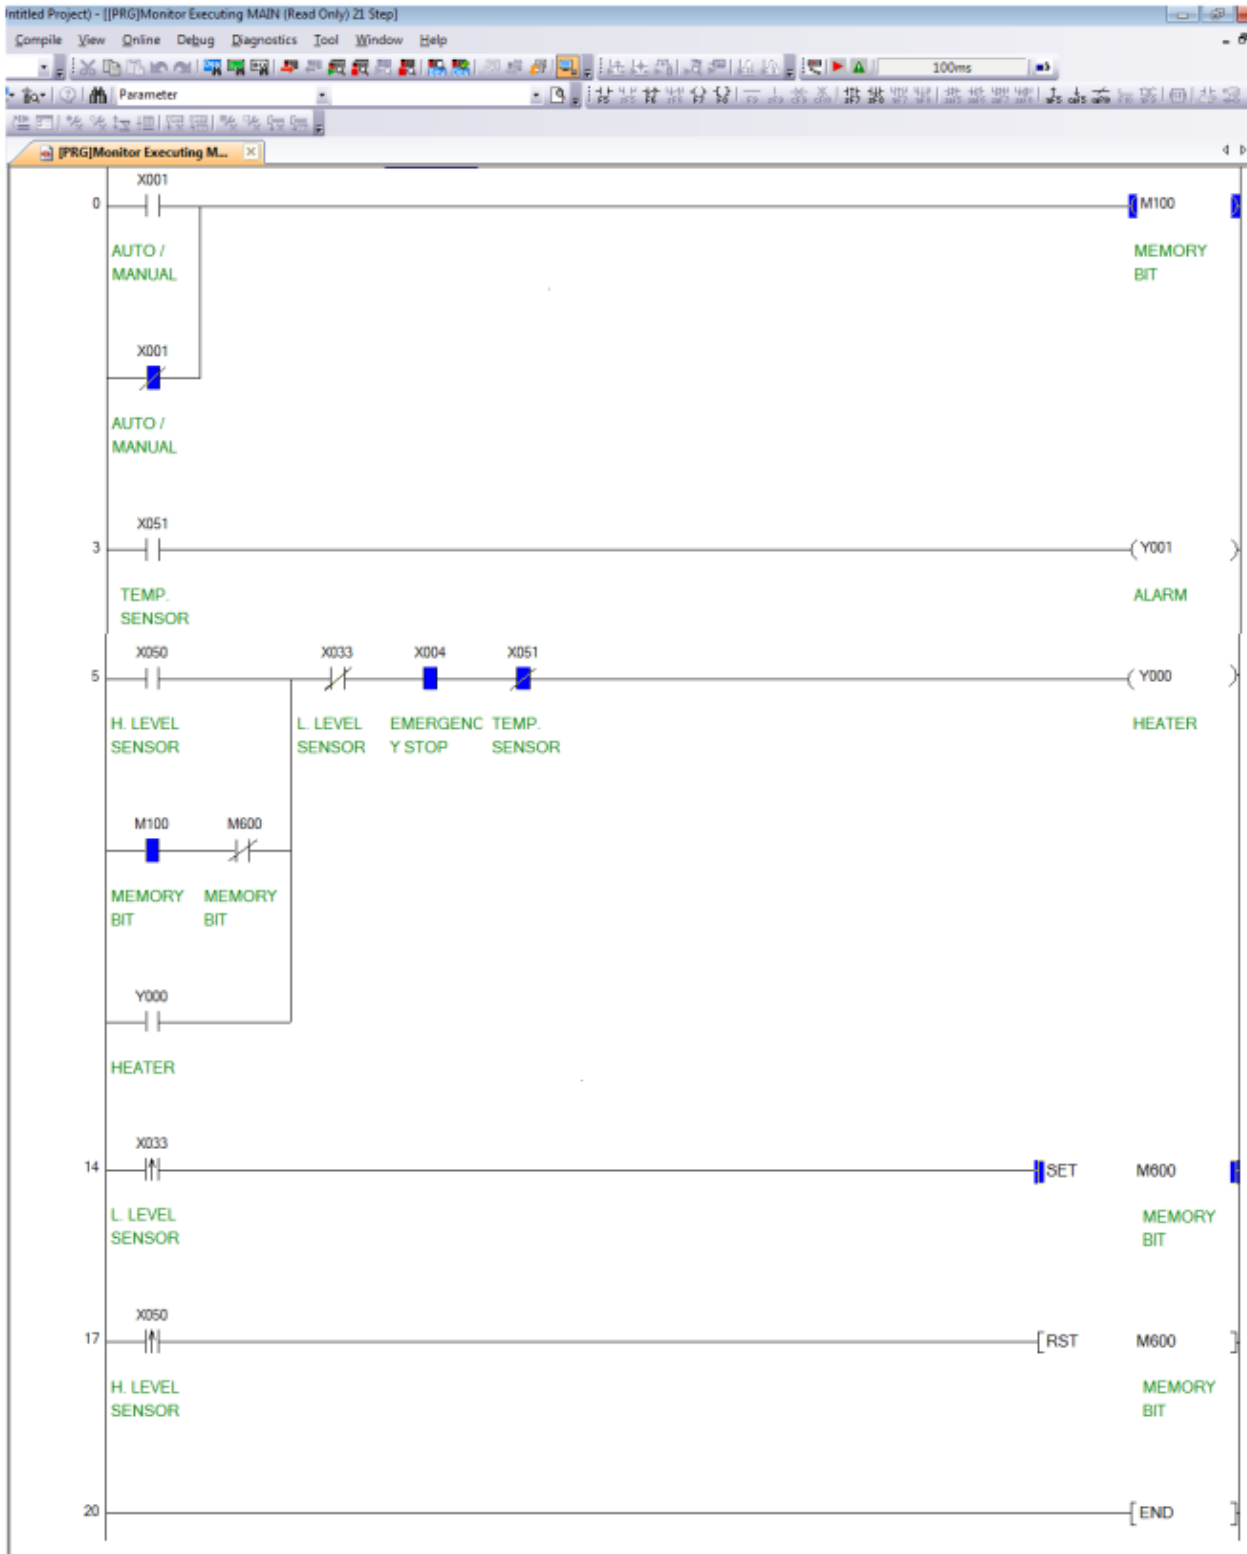 ntitled Project) - [[PRG]Monitor Executing MAIN (Read Only) 21 Step]
Compile View Online Debug Diagnostics Tool Window Help
100ms
Parameter
[PRG]Monitor Executing M...
X001
0
M100
AUTO /
MANUAL
MEMORY
BIT
X001
AUTO /
MANUAL
X051
3
Y001
TEMP.
SENSOR
ALARM
X050 X033 X004 X051
5
Y000
H. LEVEL
SENSOR
L. LEVEL
SENSOR
EMERGENC
Y STOP
TEMP.
SENSOR
HEATER
M100 M600
MEMORY
BIT
MEMORY
BIT
Y000
HEATER
X033
14
SET M600
L. LEVEL
SENSOR
MEMORY
BIT
X050
17
RST M600
H. LEVEL
SENSOR
MEMORY
BIT
20
END